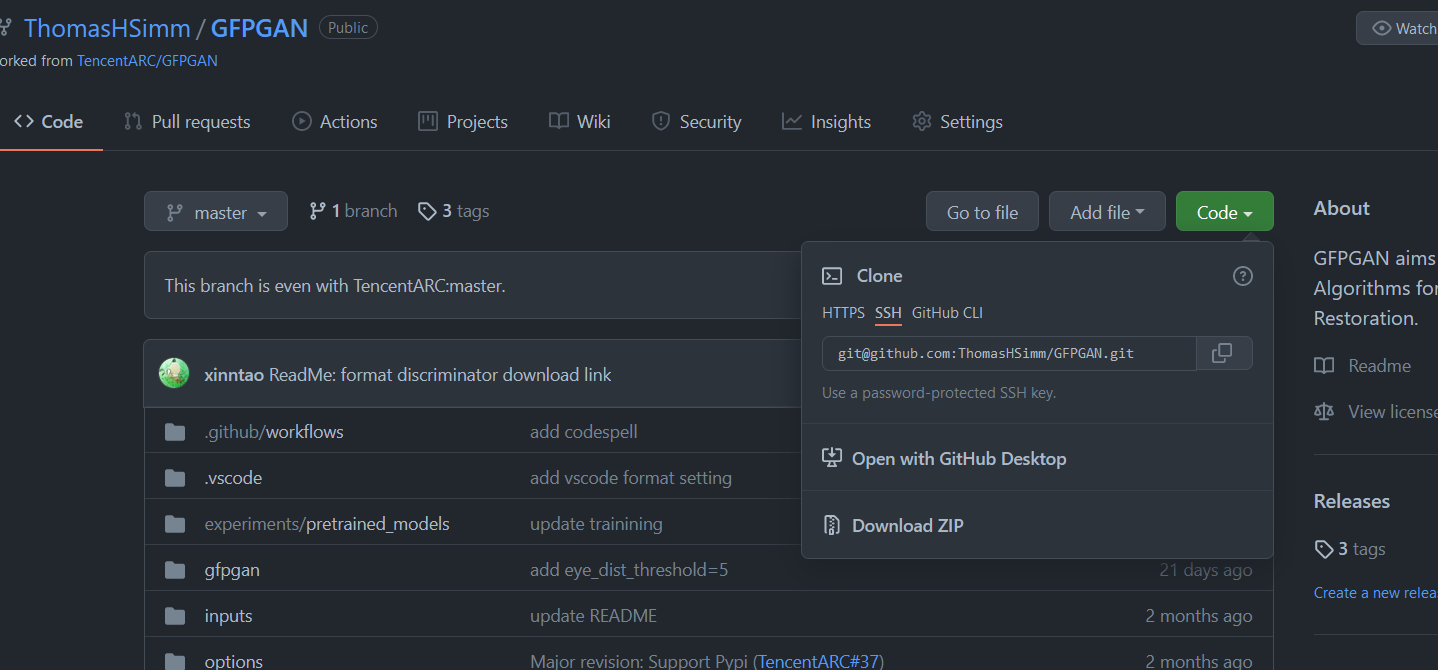 ThomasHSimm / GFPGAN Public
Watch
orked from TencentARC/GFPGAN
Code Pull requests Actions Projects Wiki Security Insights Settings
master 1 branch 3 tags Go to file Add file Code
About
GFPGAN aims
Algorithms for
Restoration.
Readme
View license
Releases
3 tags
Create a new relea
This branch is even with TencentARC:master.
Clone
HTTPS SSH GitHub CLI
git@github.com:ThomasHSimm/GFPGAN.git
Use a password-protected SSH key.
Open with GitHub Desktop
Download ZIP
xinntao ReadMe: format discriminator download link
.github/workflows add codespell
.vscode add vscode format setting
experiments/pretrained_models update trainining
gfpgan add eye_dist_threshold=5 21 days ago
inputs update README 2 months ago
options Major revision: Support Pypi (TencentARC#37) 2 months ago